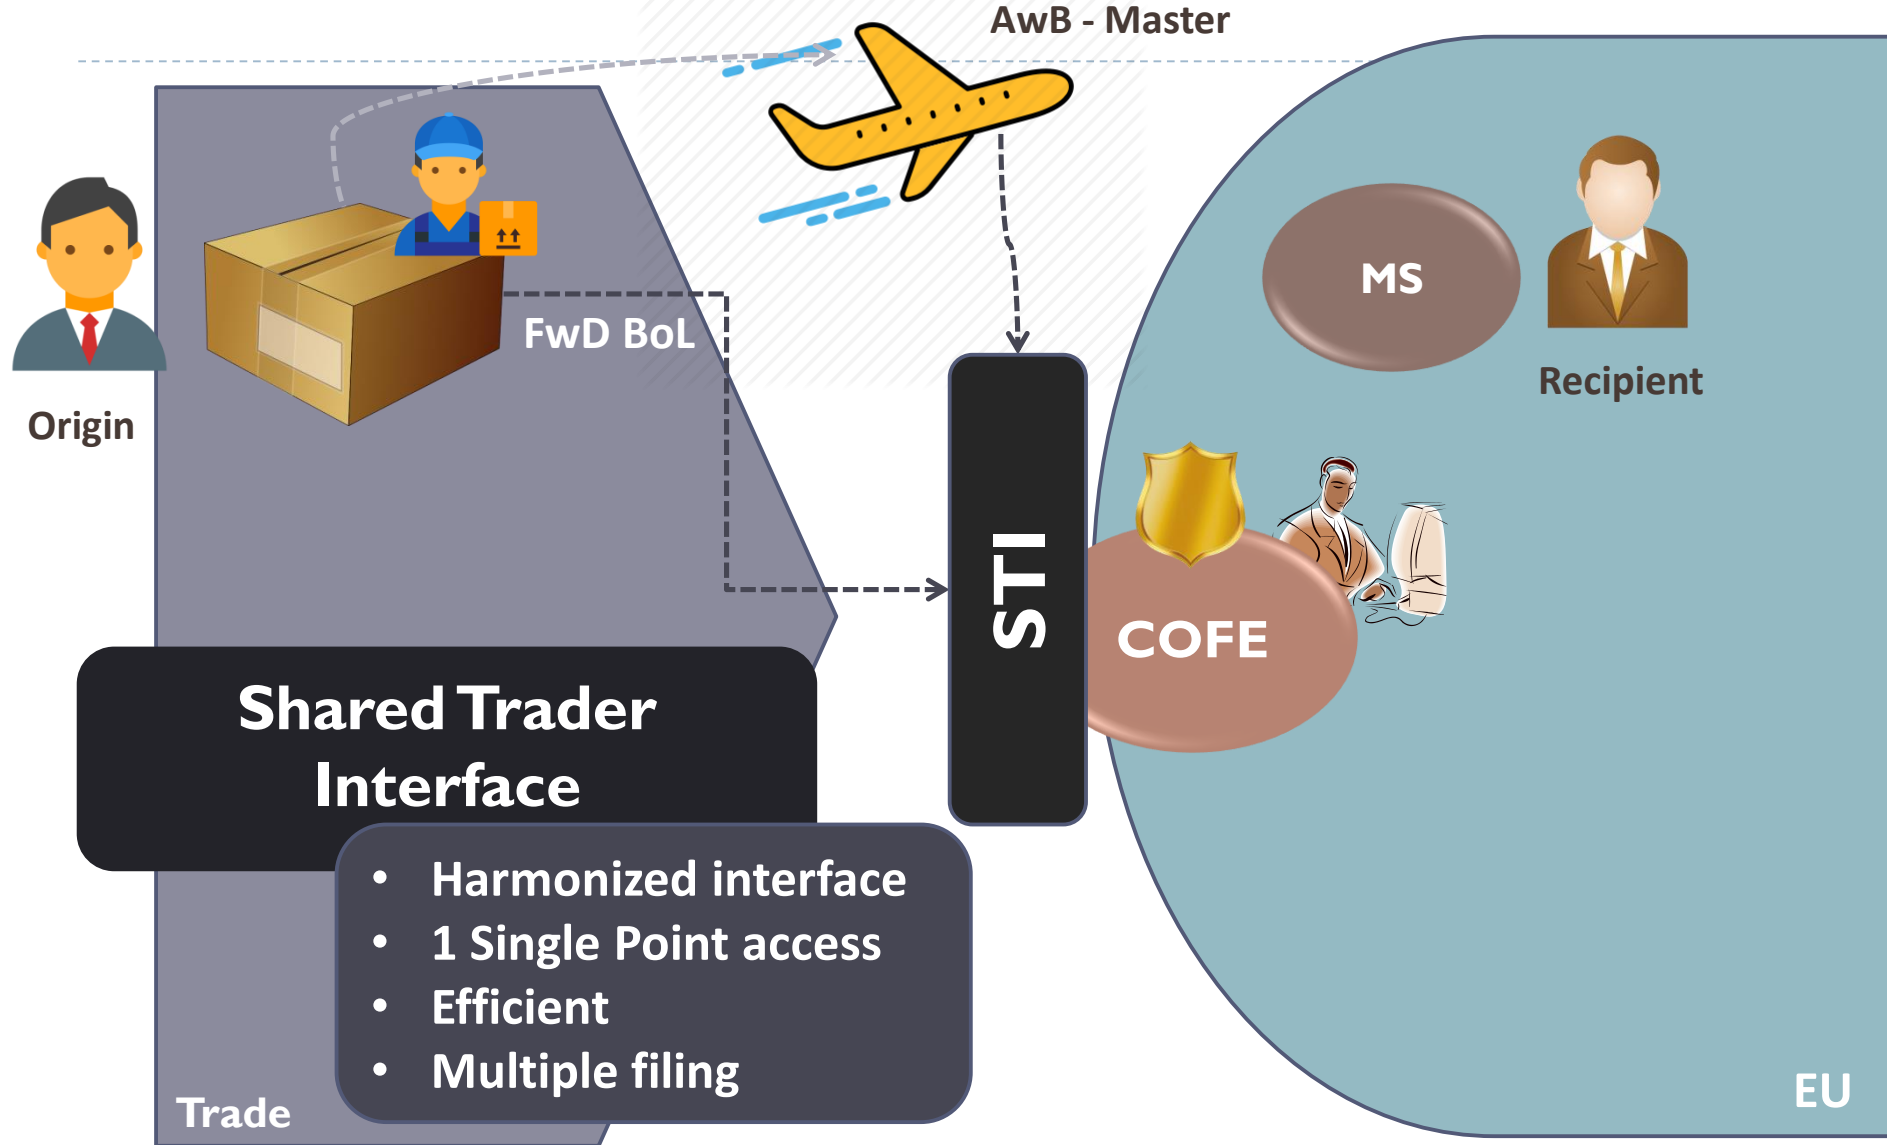 AwB - Master
MS
FwD BoL
Recipient
Origin
STI
COFE
Shared Trader
Interface
• Harmonized interface
• 1 Single Point access
• Efficient
• Multiple filing
Trade
EU